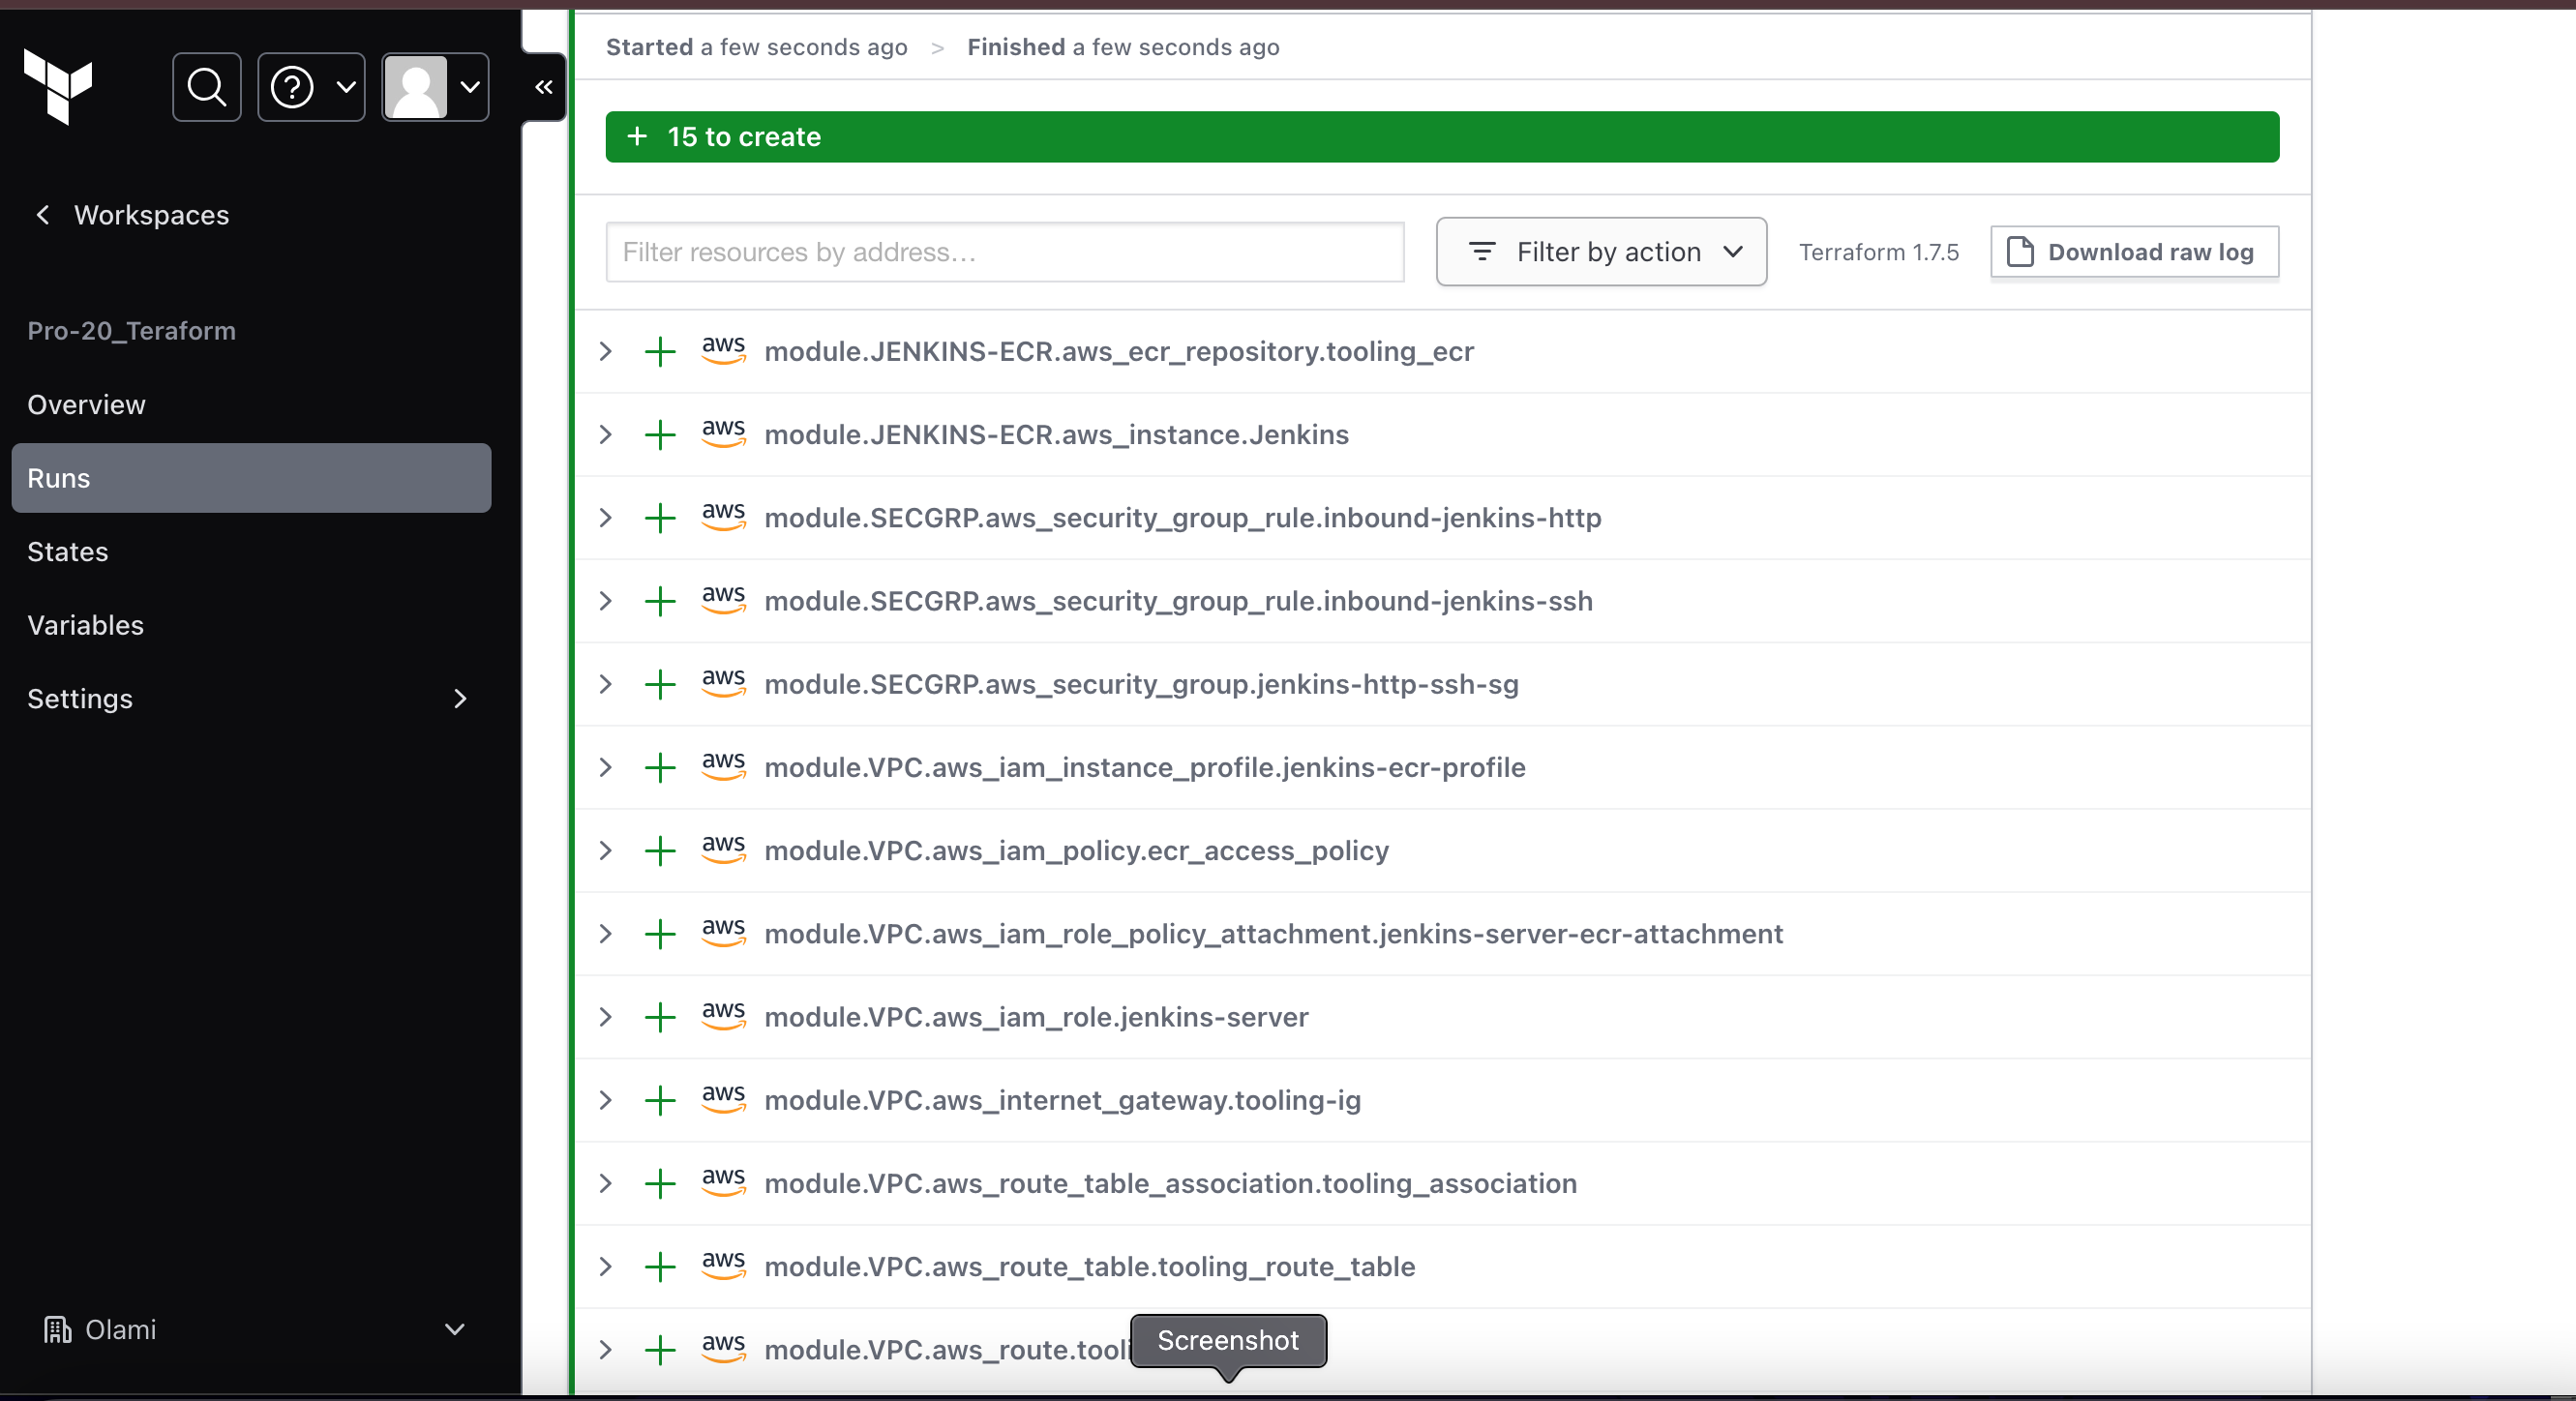 Started a few seconds ago > Finished a few seconds ago
+ 15 to create
Workspaces
Filter resources by address...
Filter by action
Terraform 1.7.5
Download raw log
Pro-20_Teraform
Overview
Runs
States
Variables
Settings
aws module.JENKINS-ECR.aws_ecr_repository.tooling_ecr
aws module.JENKINS-ECR.aws_instance.Jenkins
aws module.SECGRP.aws_security_group_rule.inbound-jenkins-http
aws module.SECGRP.aws_security_group_rule.inbound-jenkins-ssh
aws module.SECGRP.aws_security_group.jenkins-http-ssh-sg
aws module.VPC.aws_iam_instance_profile.jenkins-ecr-profile
aws module.VPC.aws_iam_policy.ecr_access_policy
aws module.VPC.aws_iam_role_policy_attachment.jenkins-server-ecr-attachment
aws module.VPC.aws_iam_role.jenkins-server
aws module.VPC.aws_internet_gateway.tooling-ig
aws module.VPC.aws_route_table_association.tooling_association
aws module.VPC.aws_route_table.tooling_route_table
aws
Screenshot
Olami